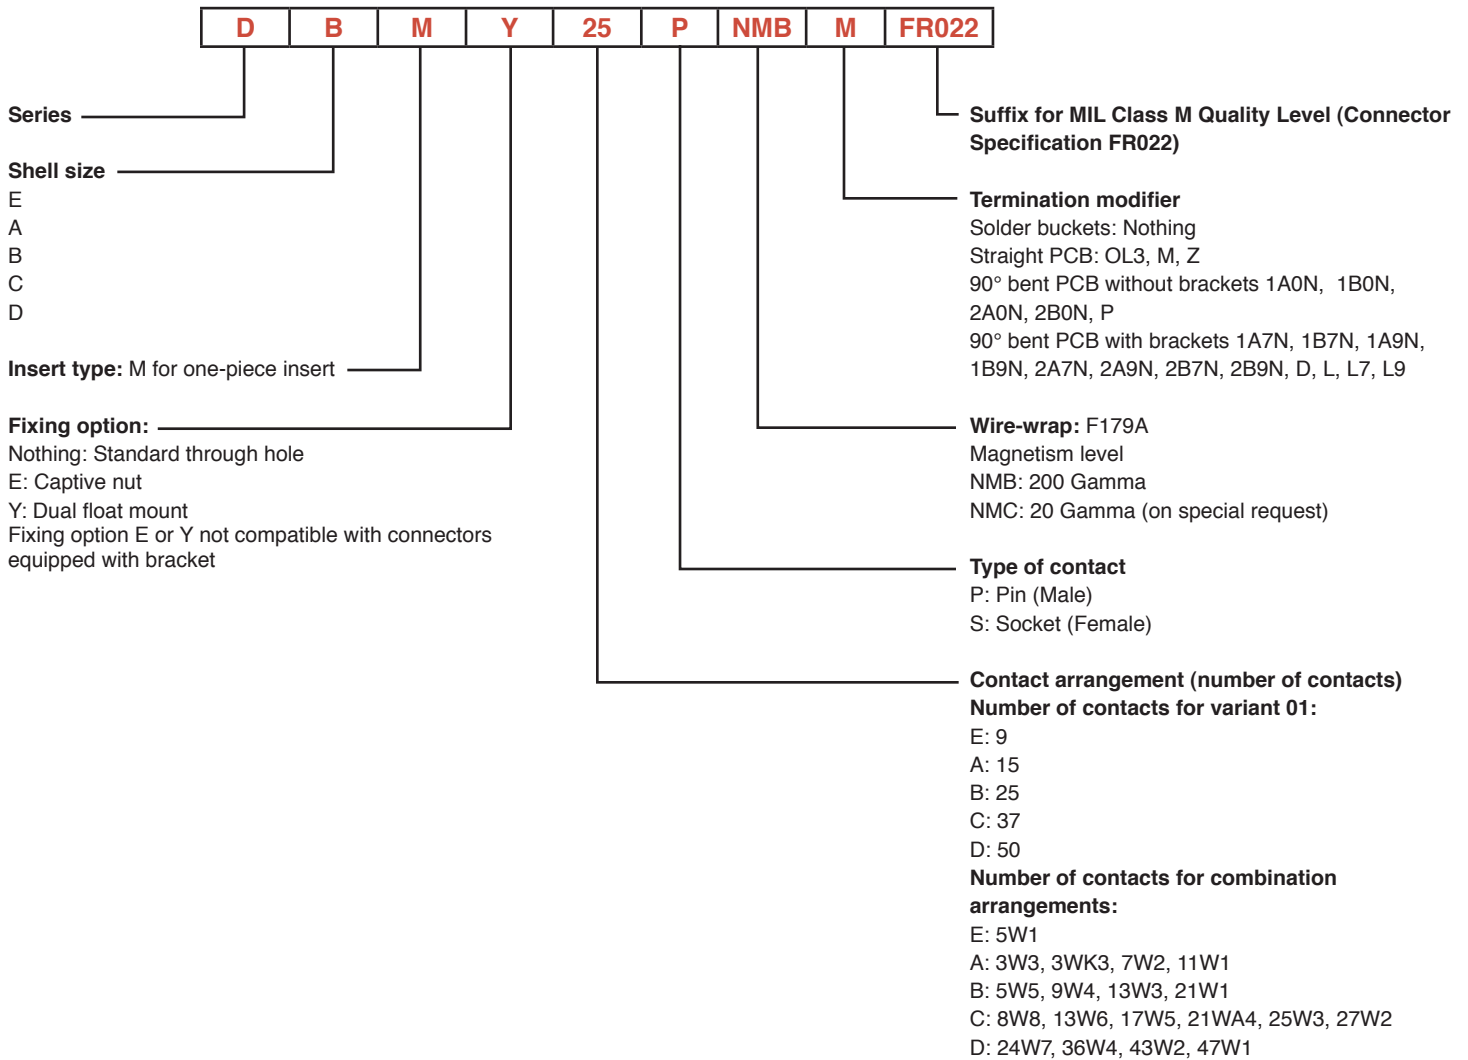 D B M Y 25 P NMB M FR022
Series
Shell size
E
A
B
C
D
Insert type: M for one-piece insert
Fixing option:
Nothing: Standard through hole
E: Captive nut
Y: Dual float mount
Fixing option E or Y not compatible with connectors
equipped with bracket
Suffix for MIL Class M Quality Level (Connector
Specification FR022)
Termination modifier
Solder buckets: Nothing
Straight PCB: OL3, M, Z
90° bent PCB without brackets 1A0N, 1B0N,
2A0N, 2B0N, P
90° bent PCB with brackets 1A7N, 1B7N, 1A9N,
1B9N, 2A7N, 2A9N, 2B7N, 2B9N, D, L, L7, L9
Wire-wrap: F179A
Magnetism level
NMB: 200 Gamma
NMC: 20 Gamma (on special request)
Type of contact
P: Pin (Male)
S: Socket (Female)
Contact arrangement (number of contacts)
Number of contacts for variant 01:
E: 9
A: 15
B: 25
C: 37
D: 50
Number of contacts for combination
arrangements:
E: 5W1
A: 3W3, 3WK3, 7W2, 11W1
B: 5W5, 9W4, 13W3, 21W1
C: 8W8, 13W6, 17W5, 21WA4, 25W3, 27W2
D: 24W7, 36W4, 43W2, 47W1